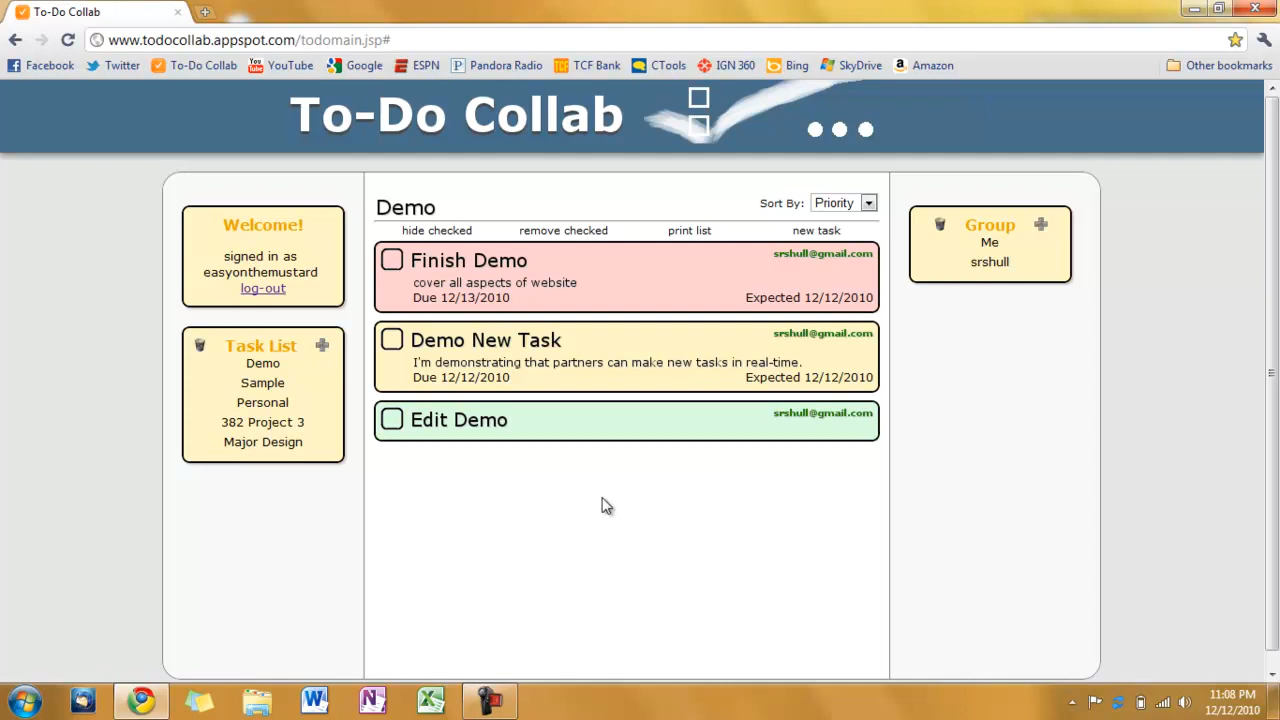 To-Do Collab
www.todocollab.appspot.com/todomain.jsp#
Facebook Twitter To-Do Collab YouTube Google ESPN Pandora Radio TCF Bank CTools IGN 360 Bing SkyDrive Amazon Other bookmarks
To-Do Collab
Welcome!
signed in as
easyonthemustard
log-out
Task List
Demo
Sample
Personal
382 Project 3
Major Design
Demo
Sort By: Priority
hide checked remove checked print list new task
Finish Demo srshull@gmail.com
cover all aspects of website
Due 12/13/2010 Expected 12/12/2010
Demo New Task srshull@gmail.com
I'm demonstrating that partners can make new tasks in real-time.
Due 12/12/2010 Expected 12/12/2010
Edit Demo srshull@gmail.com
Group
Me
srshull
11:08 PM
12/12/2010